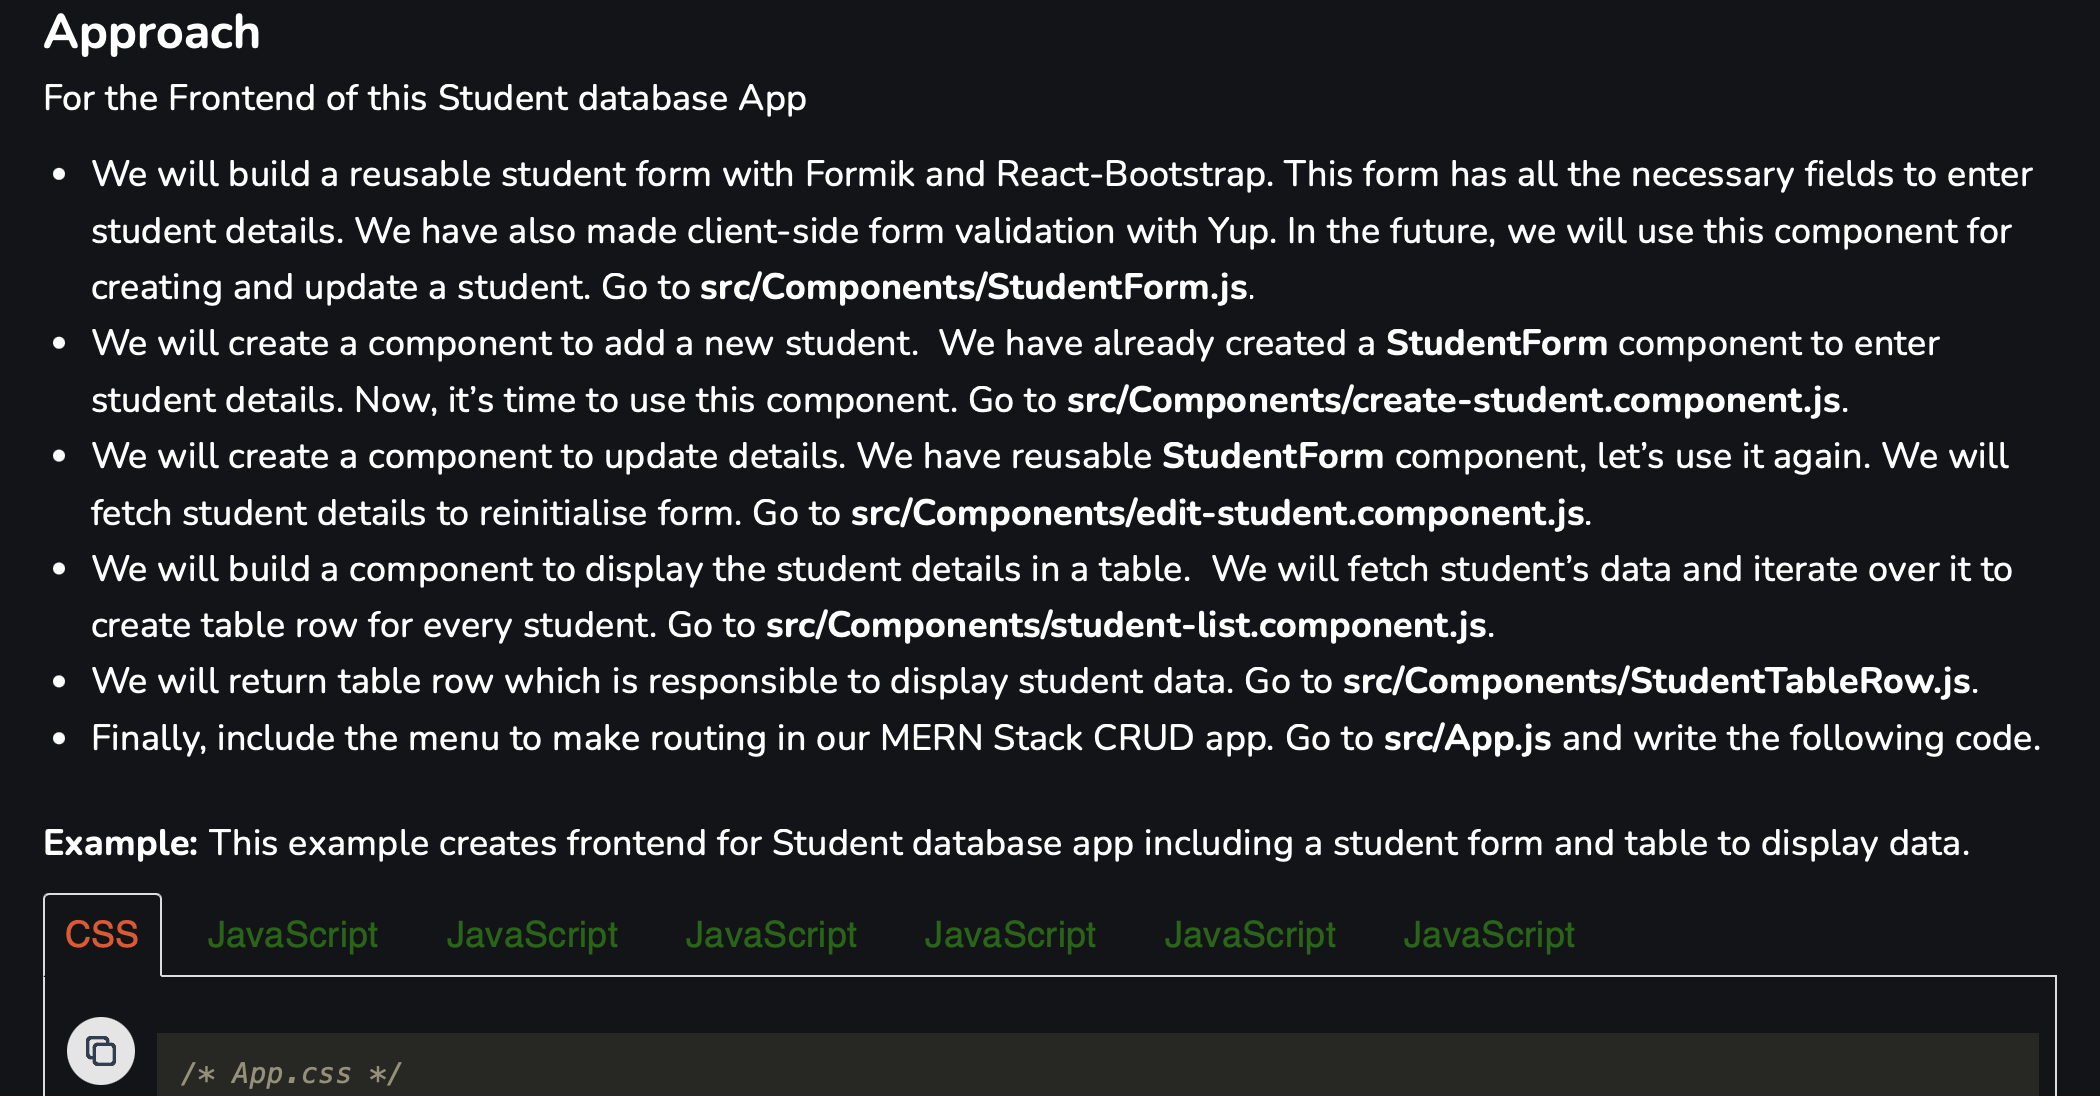 Approach
For the Frontend of this Student database App
• We will build a reusable student form with Formik and React-Bootstrap. This form has all the necessary fields to enter
student details. We have also made client-side form validation with Yup. In the future, we will use this component for
creating and update a student. Go to src/Components/StudentForm.js.
• We will create a component to add a new student.  We have already created a StudentForm component to enter
student details. Now, it’s time to use this component. Go to src/Components/create-student.component.js.
• We will create a component to update details. We have reusable StudentForm component, let’s use it again. We will
fetch student details to reinitialise form. Go to src/Components/edit-student.component.js.
• We will build a component to display the student details in a table.  We will fetch student’s data and iterate over it to
create table row for every student. Go to src/Components/student-list.component.js.
• We will return table row which is responsible to display student data. Go to src/Components/StudentTableRow.js.
• Finally, include the menu to make routing in our MERN Stack CRUD app. Go to src/App.js and write the following code.
Example: This example creates frontend for Student database app including a student form and table to display data.
CSS JavaScript JavaScript JavaScript JavaScript JavaScript JavaScript
/* App.css */